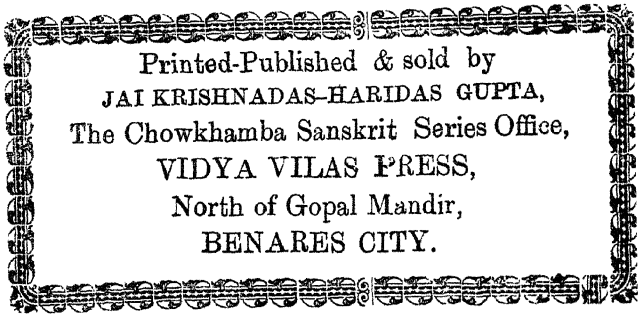 Printed-Published & sold by
JAI KRISHNADAS-HARIDAS GUPTA,
The Chowkhamba Sanskrit Series Office,
VIDYA VILAS PRESS,
North of Gopal Mandir,
BENARES CITY.